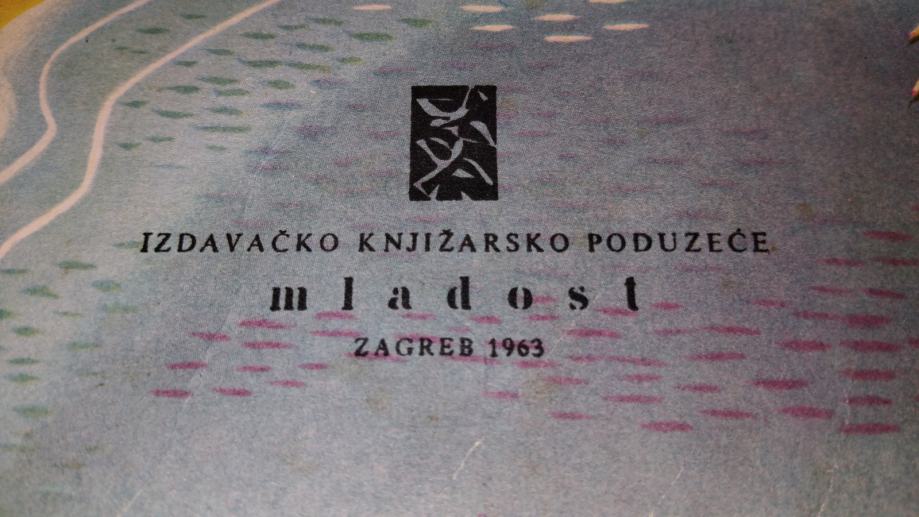 IZDAVAČKO KNJIŽARSKO PODUZEĆE
mladost
ZAGREB 1963